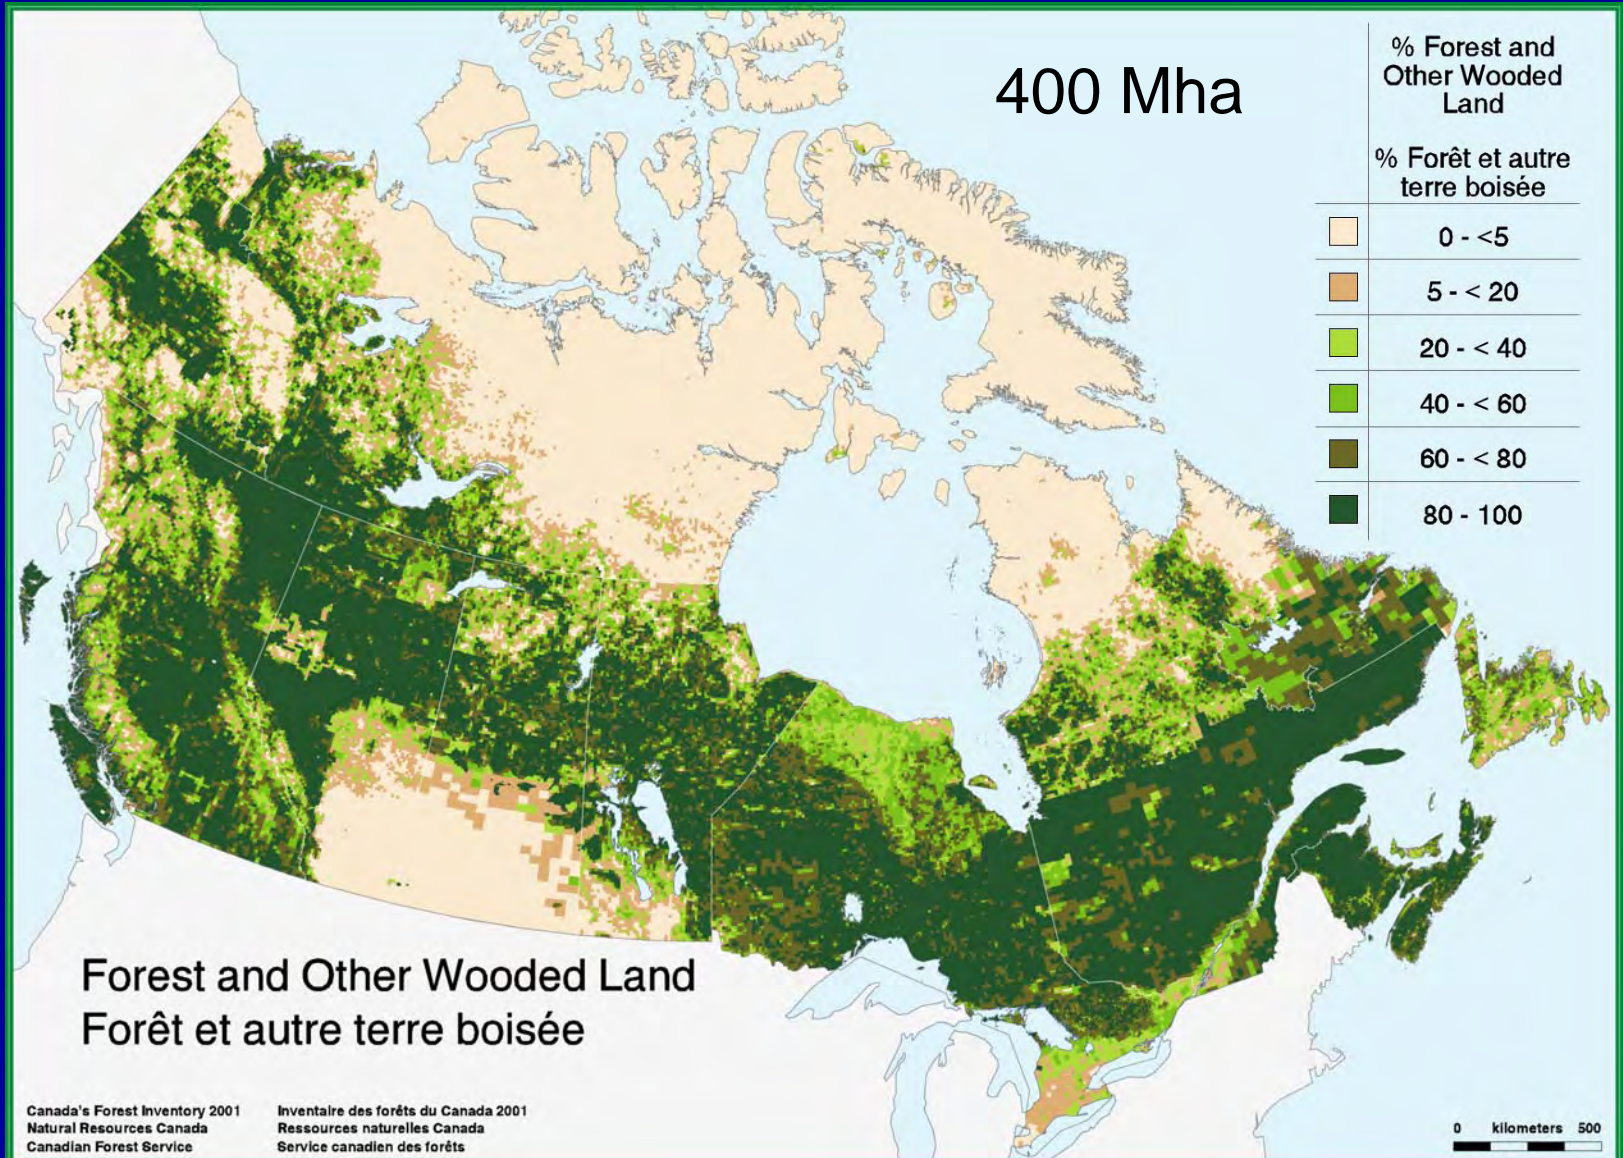 400 Mha
% Forest and
Other Wooded
Land
% Forêt et autre
terre boisée
0 - <5
5 - < 20
20 - < 40
40 - < 60
60 - < 80
80 - 100
Forest and Other Wooded Land
Forêt et autre terre boisée
Canada's Forest Inventory 2001
Natural Resources Canada
Canadian Forest Service
Inventaire des forêts du Canada 2001
Ressources naturelles Canada
Service canadien des forêts
0 kilometers 500